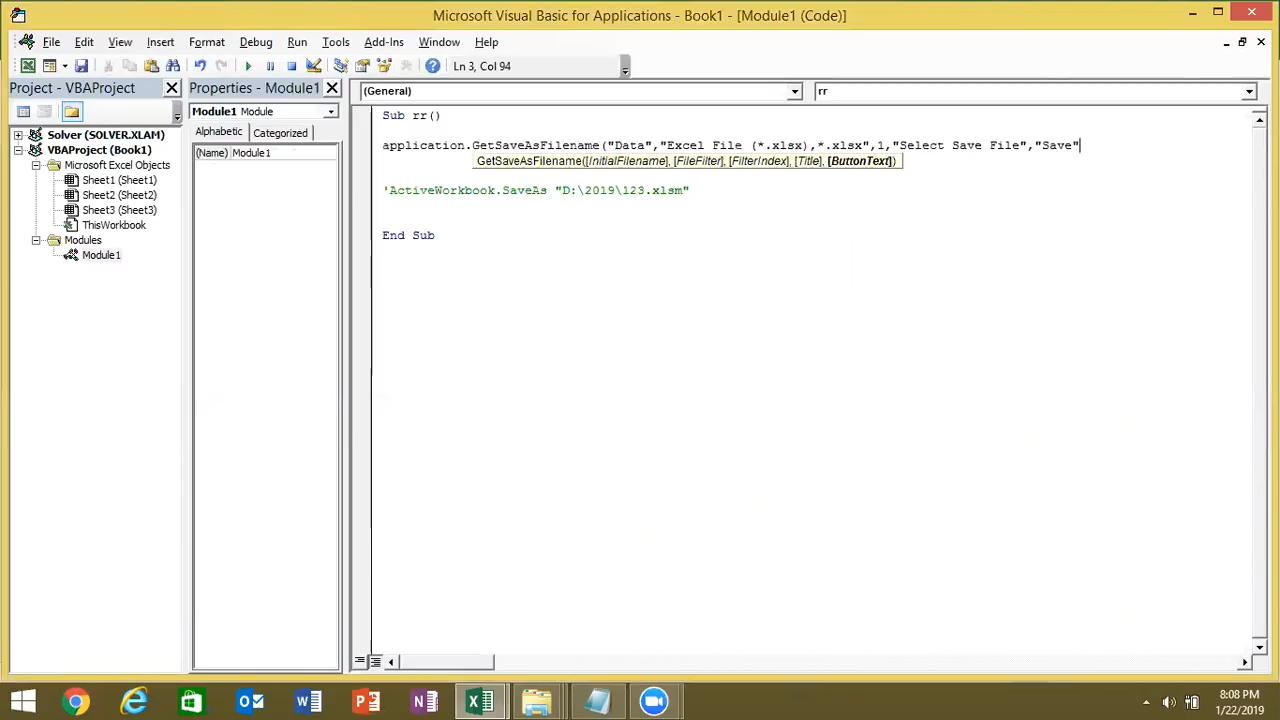 Microsoft Visual Basic for Applications - Book1 - [Module1 (Code)]
File Edit View Insert Format Debug Run Tools Add-Ins Window Help
Ln 3, Col 94
Project - VBAProject
Properties - Module1
(General)
rr
Module1 Module
Alphabetic Categorized
(Name) Module1
Solver (SOLVER.XLAM)
VBAProject (Book1)
Microsoft Excel Objects
Sheet1 (Sheet1)
Sheet2 (Sheet2)
Sheet3 (Sheet3)
ThisWorkbook
Modules
Module1
Sub rr()
application.GetSaveAsFilename("Data","Excel File (*.xlsx),*.xlsx",1,"Select Save File","Save"
GetSaveAsFilename([InitialFilename], [FileFilter], [FilterIndex], [Title], [ButtonText])
'ActiveWorkbook.SaveAs "D:\2019\123.xlsm"
End Sub
8:08 PM
1/22/2019